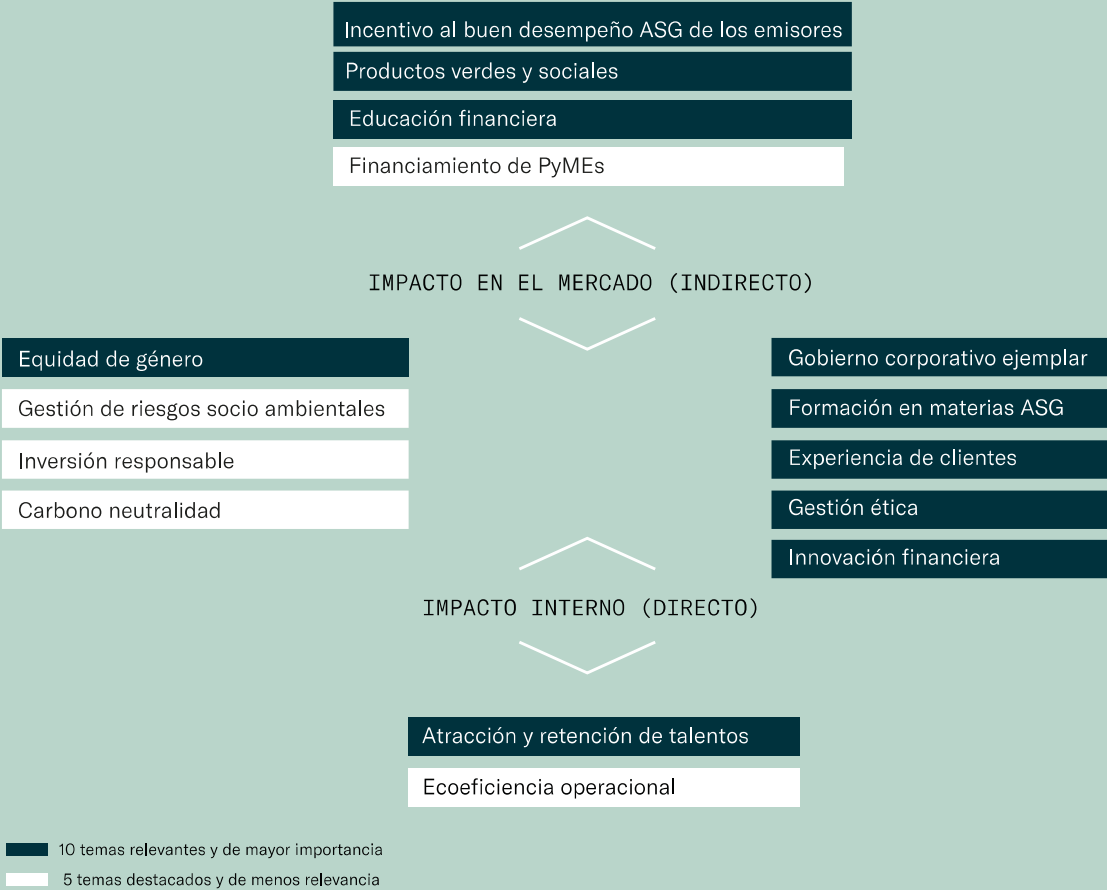 Incentivo al buen desempeño ASG de los emisores
Productos verdes y sociales
Educación financiera
Financiamiento de PyMEs
IMPACTO EN EL MERCADO (INDIRECTO)
Equidad de género
Gestión de riesgos socio ambientales
Inversión responsable
Carbono neutralidad
Gobierno corporativo ejemplar
Formación en materias ASG
Experiencia de clientes
Gestión ética
Innovación financiera
IMPACTO INTERNO (DIRECTO)
Atracción y retención de talentos
Ecoeficiencia operacional
10 temas relevantes y de mayor importancia
5 temas destacados y de menos relevancia